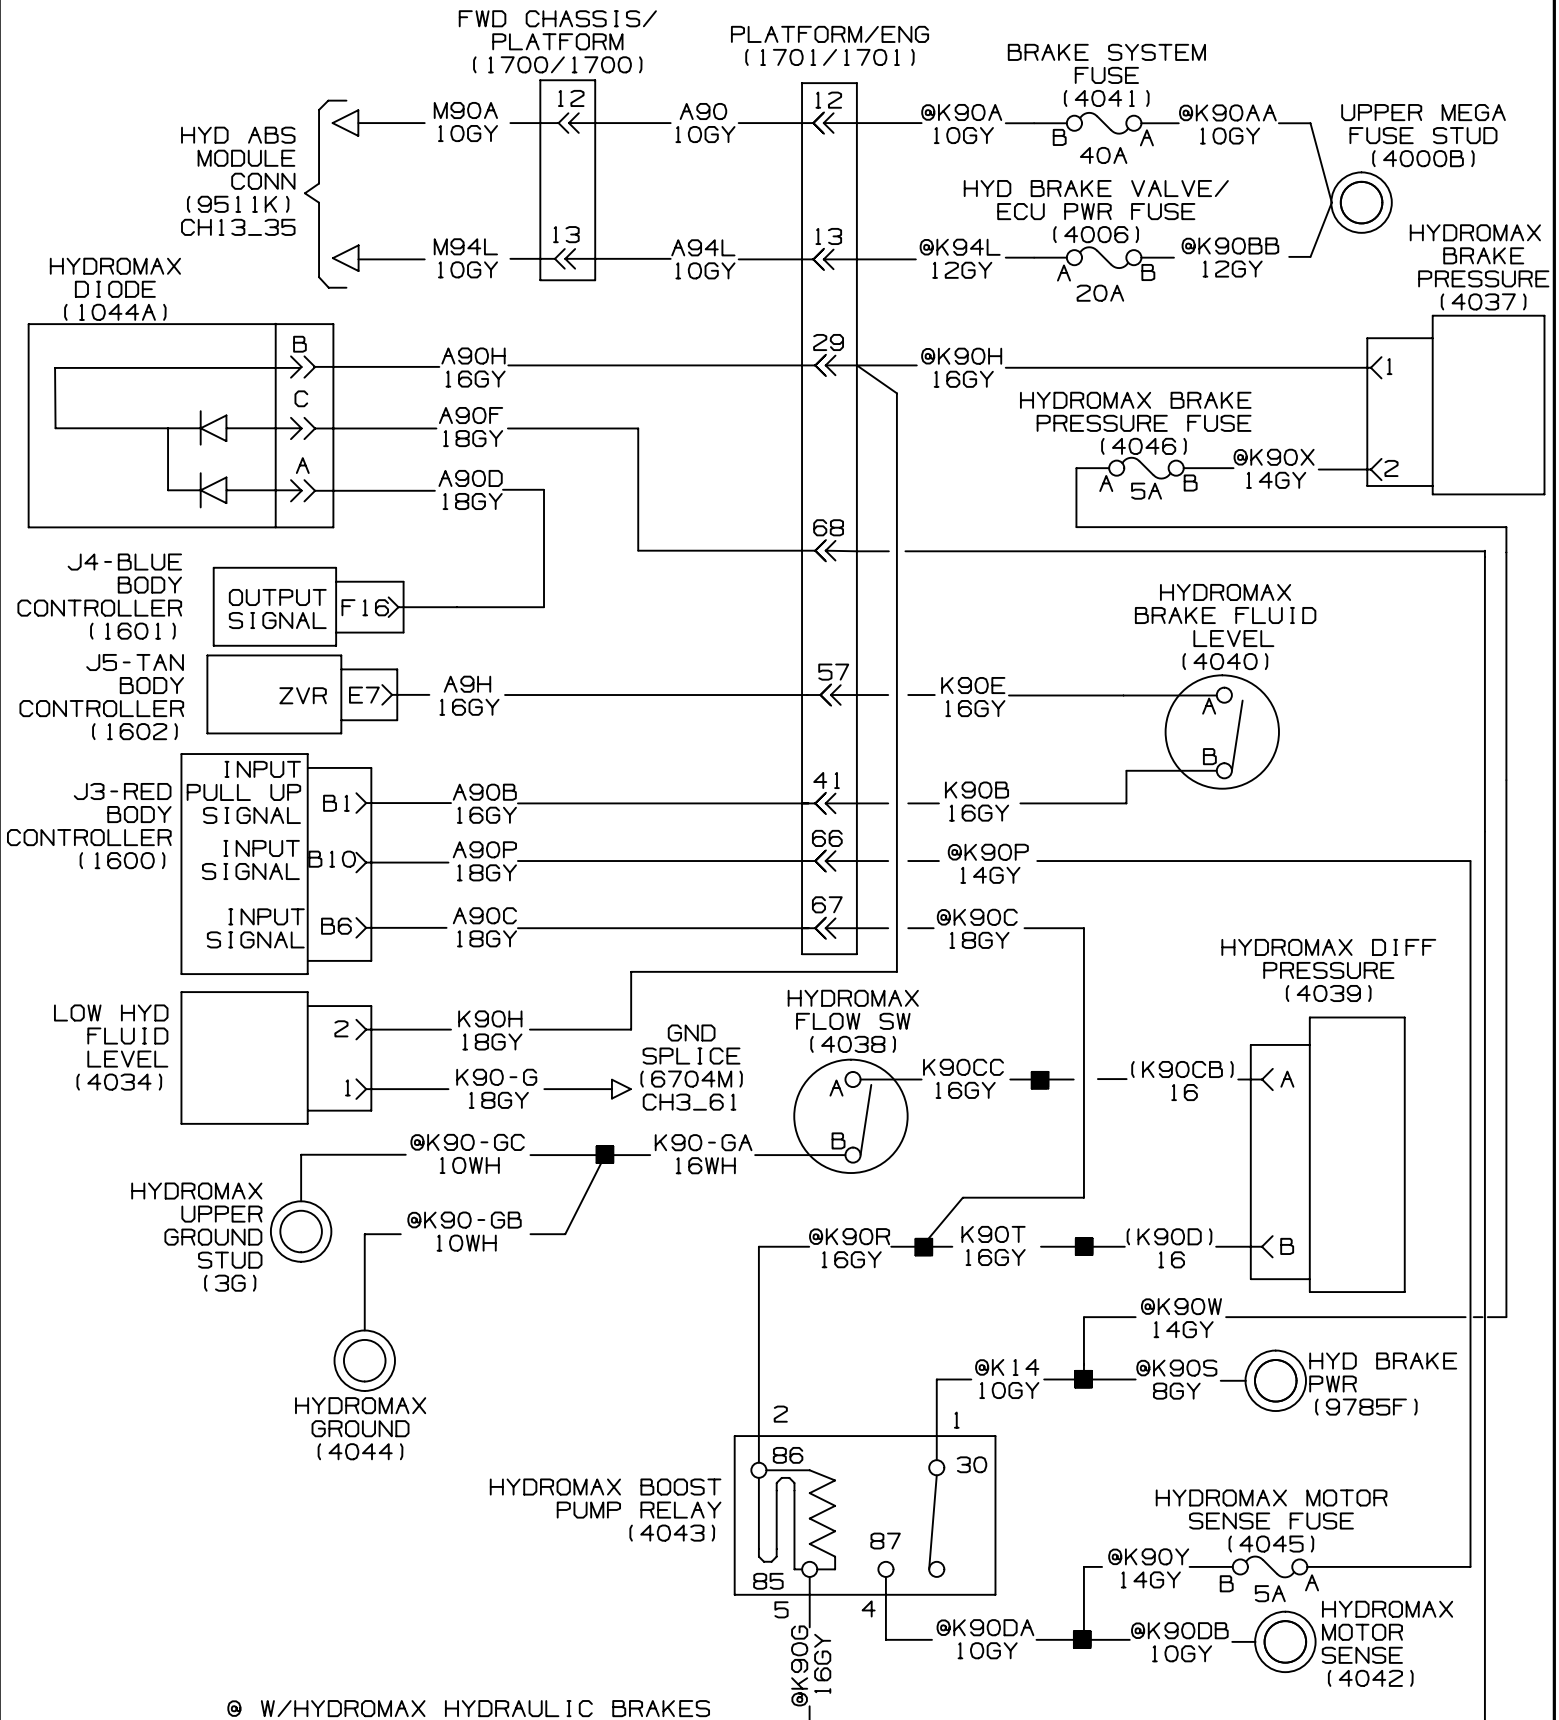 FWD CHASSIS/
PLATFORM
(1700/1700)
PLATFORM/ENG
(1701/1701)
BRAKE SYSTEM
FUSE
(4041)
HYD ABS
MODULE
CONN
(9511K)
CH13_35
M90A
10GY
12
A90
10GY
12
@K90A
10GY
B
A
40A
@K90AA
10GY
UPPER MEGA
FUSE STUD
(4000B)
HYD BRAKE VALVE/
ECU PWR FUSE
(4006)
M94L
10GY
13
A94L
10GY
13
@K94L
12GY
A
B
20A
@K90BB
12GY
HYDROMAX
BRAKE
PRESSURE
(4037)
HYDROMAX
DIODE
(1044A)
B
A90H
16GY
29
@K90H
16GY
1
C
A90F
18GY
HYDROMAX BRAKE
PRESSURE FUSE
(4046)
A
A90D
18GY
A
5A
B
@K90X
14GY
2
68
J4-BLUE
BODY
CONTROLLER
(1601)
OUTPUT
SIGNAL
F16
HYDROMAX
BRAKE FLUID
LEVEL
(4040)
J5-TAN
BODY
CONTROLLER
(1602)
ZVR
E7
A9H
16GY
57
K90E
16GY
A
B
J3-RED
BODY
CONTROLLER
(1600)
INPUT
PULL UP
SIGNAL
B1
A90B
16GY
41
K90B
16GY
INPUT
SIGNAL
B10
A90P
18GY
66
@K90P
14GY
INPUT
SIGNAL
B6
A90C
18GY
67
@K90C
18GY
HYDROMAX DIFF
PRESSURE
(4039)
LOW HYD
FLUID
LEVEL
(4034)
2
K90H
18GY
1
K90-G
18GY
GND
SPLICE
(6704M)
CH3_61
HYDROMAX
FLOW SW
(4038)
A
B
K90CC
16GY
(K90CB)
16
A
@K90-GC
10WH
K90-GA
16WH
HYDROMAX
UPPER
GROUND
STUD
(3G)
@K90-GB
10WH
@K90R
16GY
K90T
16GY
(K90D)
16
B
HYDROMAX
GROUND
(4044)
@K90W
14GY
@K14
10GY
@K90S
8GY
HYD BRAKE
PWR
(9785F)
2
1
86
30
HYDROMAX BOOST
PUMP RELAY
(4043)
87
85
5
4
HYDROMAX MOTOR
SENSE FUSE
(4045)
@K90Y
14GY
B
5A
A
@K90DA
10GY
@K90DB
10GY
HYDROMAX
MOTOR
SENSE
(4042)
@K90G
16GY
@ W/HYDROMAX HYDRAULIC BRAKES